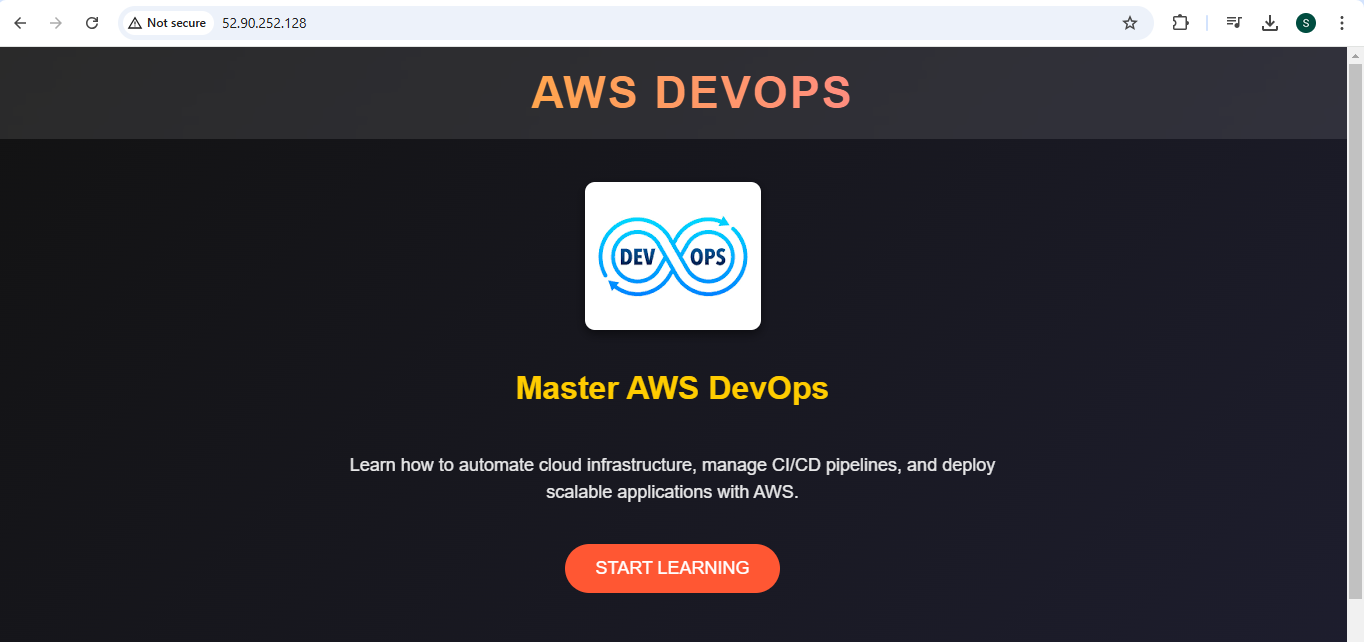 Not secure
52.90.252.128
S
AWS DEVOPS
DEV OPS
Master AWS DevOps
Learn how to automate cloud infrastructure, manage CI/CD pipelines, and deploy
scalable applications with AWS.
START LEARNING